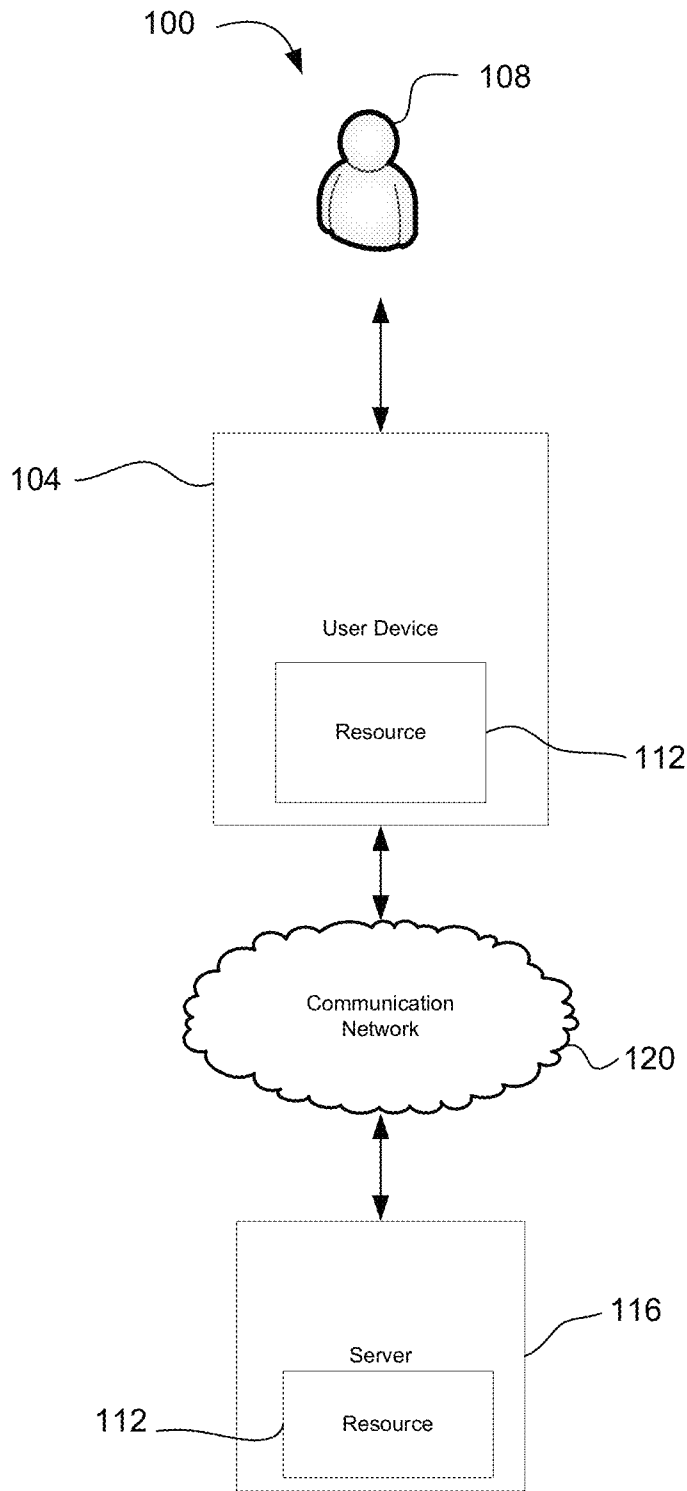 100
108
104
User Device
Resource
112
Communication
Network
120
116
Server
112
Resource